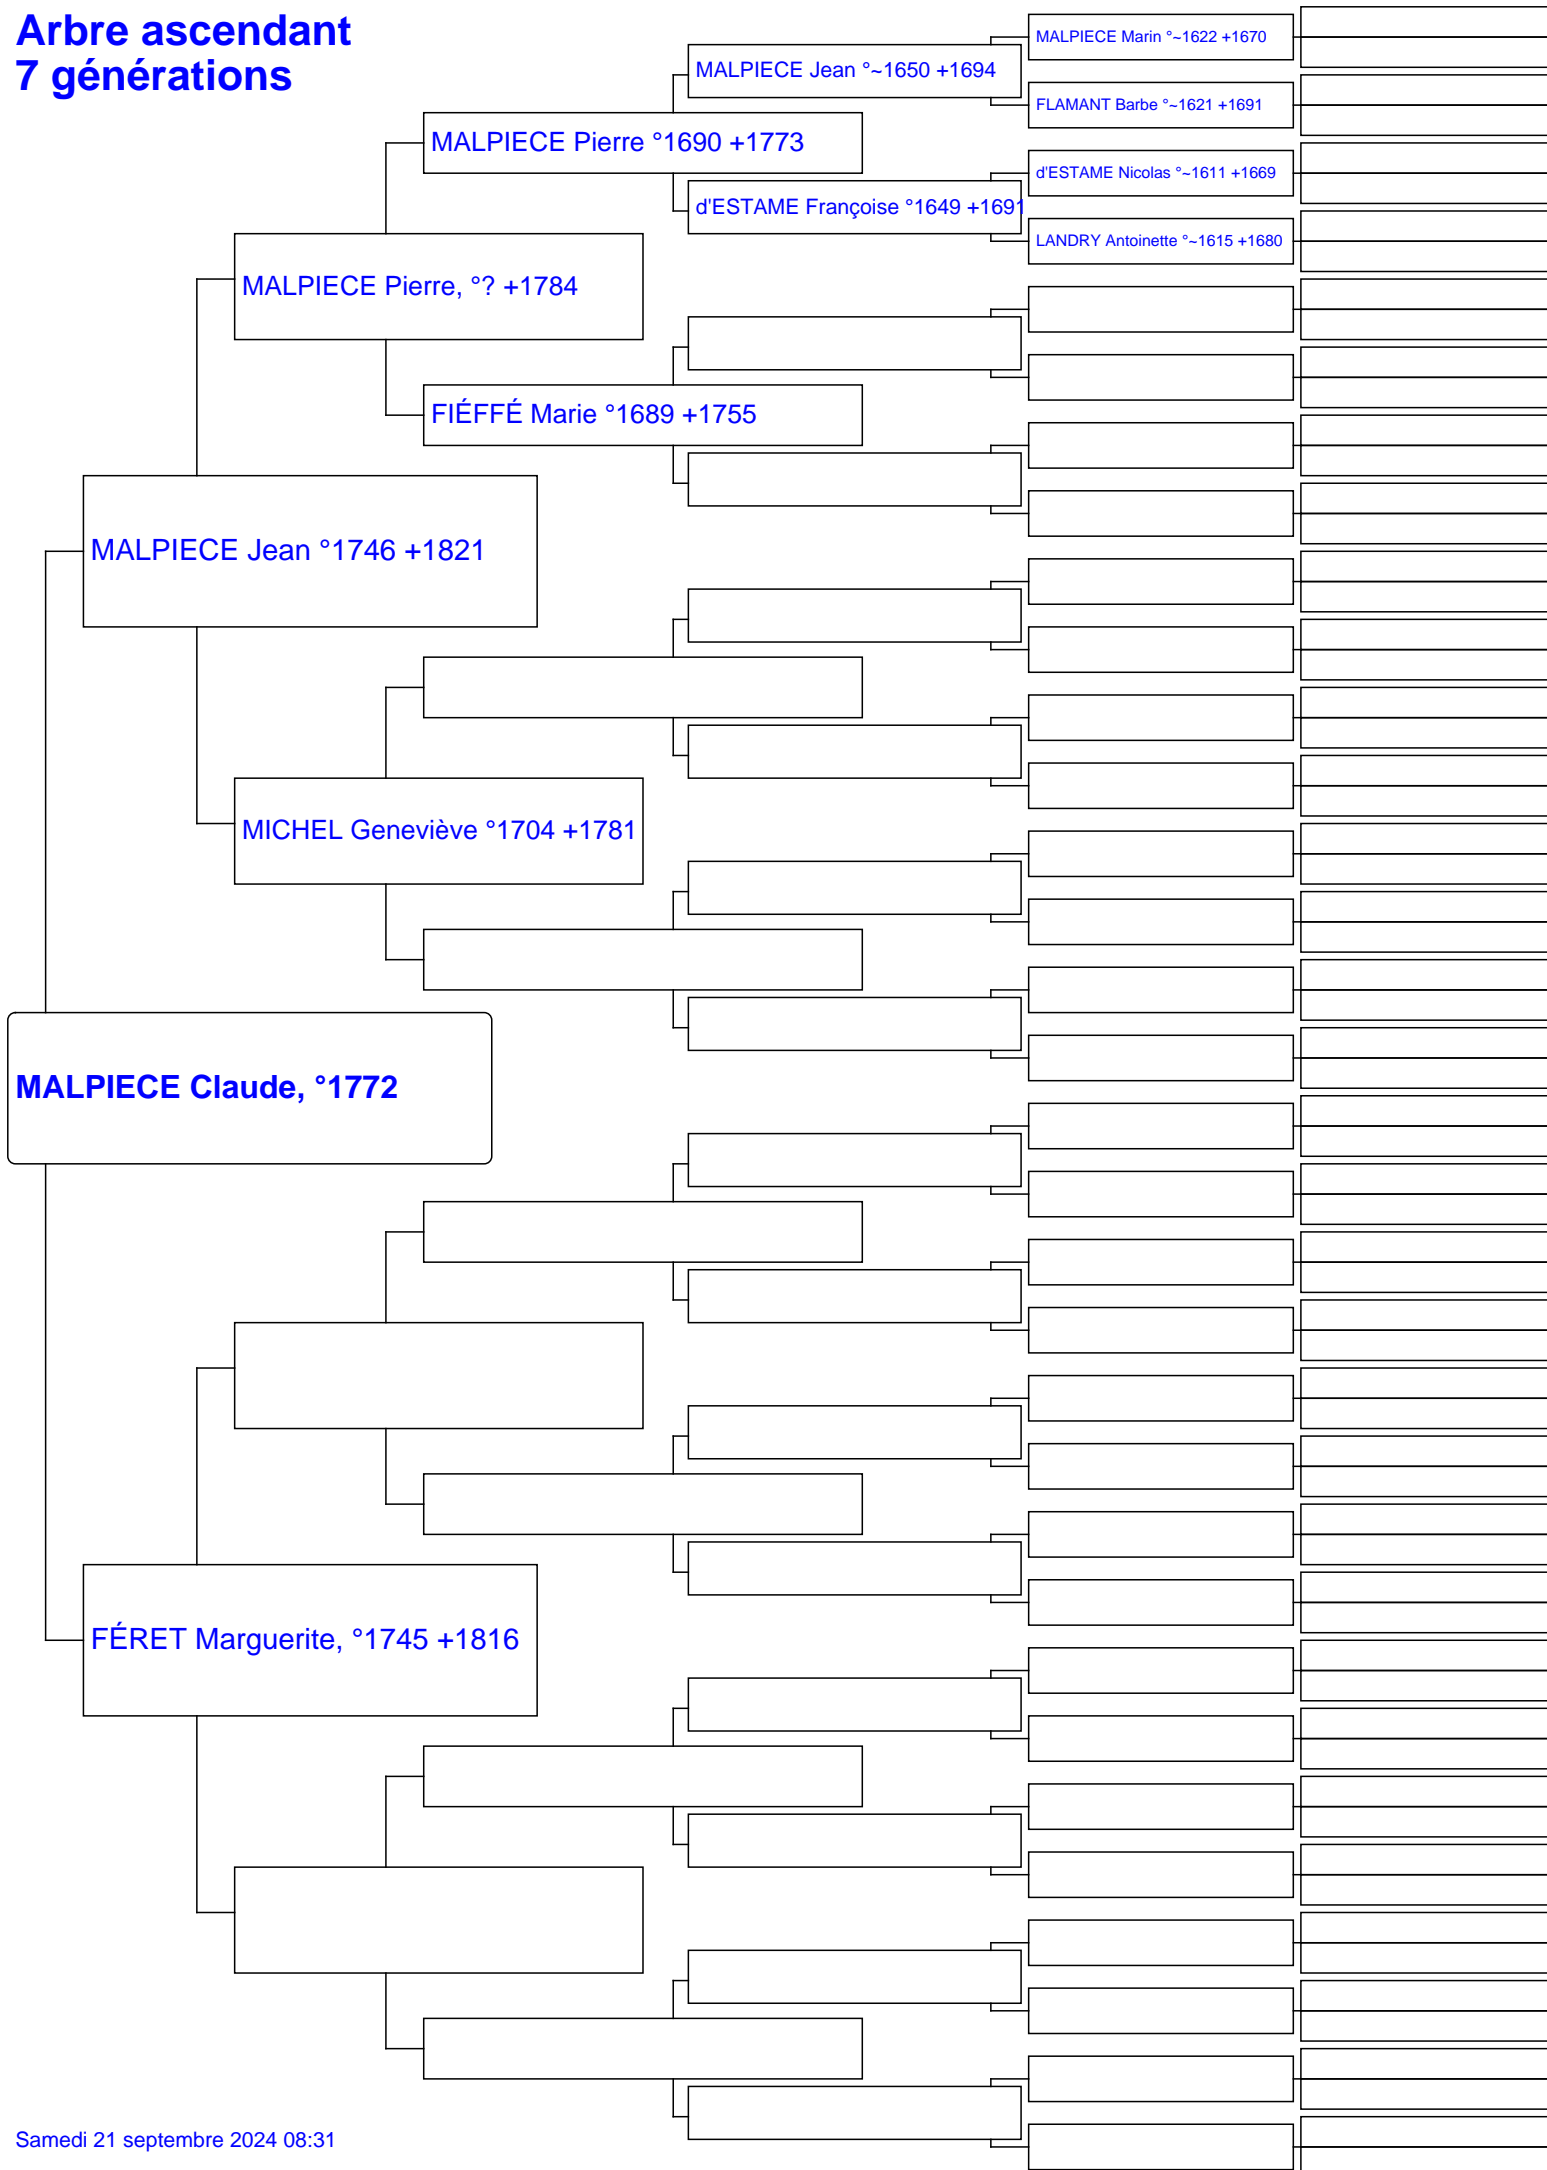 Arbre ascendant
7 générations
MALPIECE Marin °~1622 +1670
MALPIECE Jean °~1650 +1694
FLAMANT Barbe °~1621 +1691
MALPIECE Pierre °1690 +1773
d'ESTAME Nicolas °~1611 +1669
d'ESTAME Françoise °1649 +1691
LANDRY Antoinette °~1615 +1680
MALPIECE Pierre, °? +1784
FIÉFFÉ Marie °1689 +1755
MALPIECE Jean °1746 +1821
MICHEL Geneviève °1704 +1781
MALPIECE Claude, °1772
FÉRET Marguerite, °1745 +1816
Samedi 21 septembre 2024 08:31